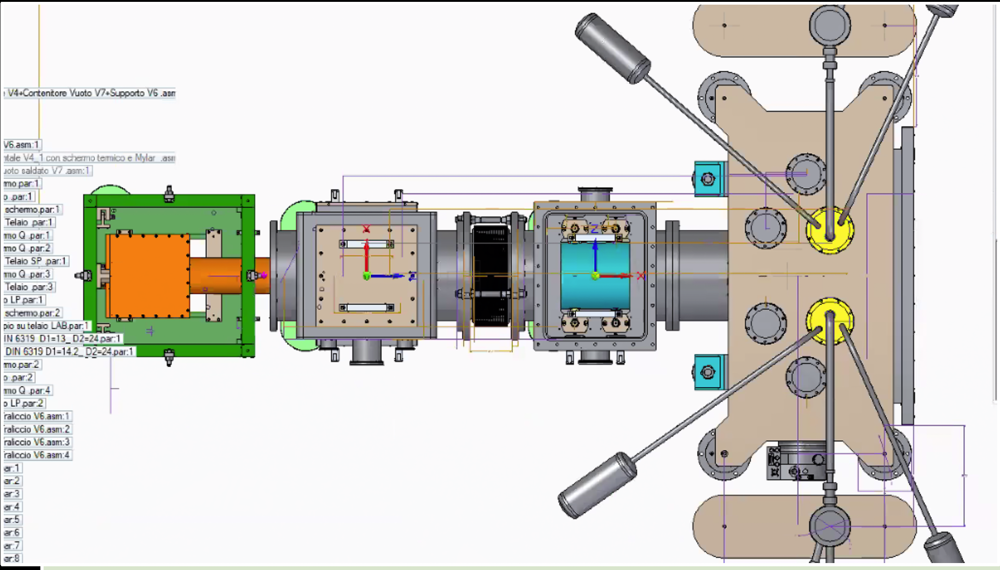 V4+Contenitore Vuoto V7+Supporto V6 .asm
V6.asm:1
ntale V4_1 con schermo termico e Mylar .asm
uoto saldato V7 .asm:1
rmo.par:1
o .par:1
schermo.par:1
Telaio .par:1
rmo Q .par:1
rmo Q .par:2
Telaio SP .par:1
rmo Q .par:3
Telaio .par:3
o LP.par:1
schermo.par:2
pio su telaio LAB.par:1
IN 6319 D1=13_ D2=24.par:1
DIN 6319 D1=14,2_ D2=24.par:1
rmo.par:2
o .par:2
rmo Q .par:4
o LP.par:2
raliccio V6.asm:1
raliccio V6.asm:2
raliccio V6.asm:3
raliccio V6.asm:4
ar:1
ar:2
ar:3
ar:4
ar:5
ar:6
ar:7
ar:8
X
Z
Z
X